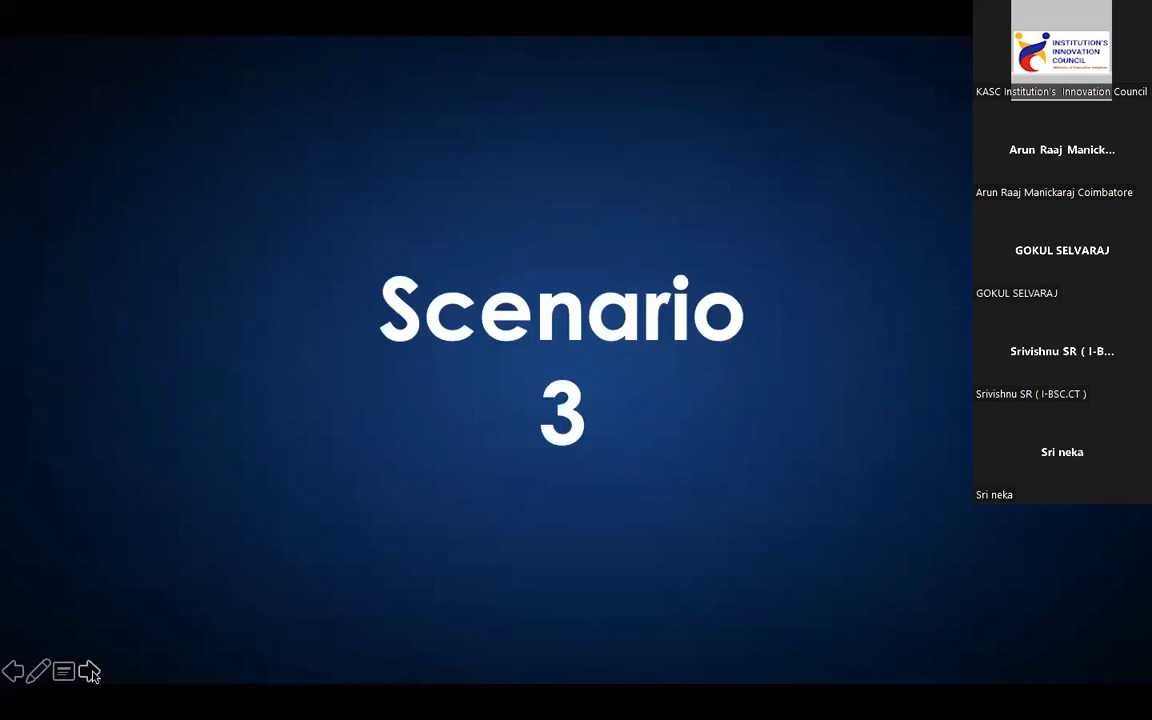 Scenario
3
INSTITUTION'S
INNOVATION
COUNCIL
KASC Institution's Innovation Council
Arun Raaj Manick...
Arun Raaj Manickaraj Coimbatore
GOKUL SELVARAJ
GOKUL SELVARAJ
Srivishnu SR ( I-B...
Srivishnu SR ( I-BSC.CT )
Sri neka
Sri neka